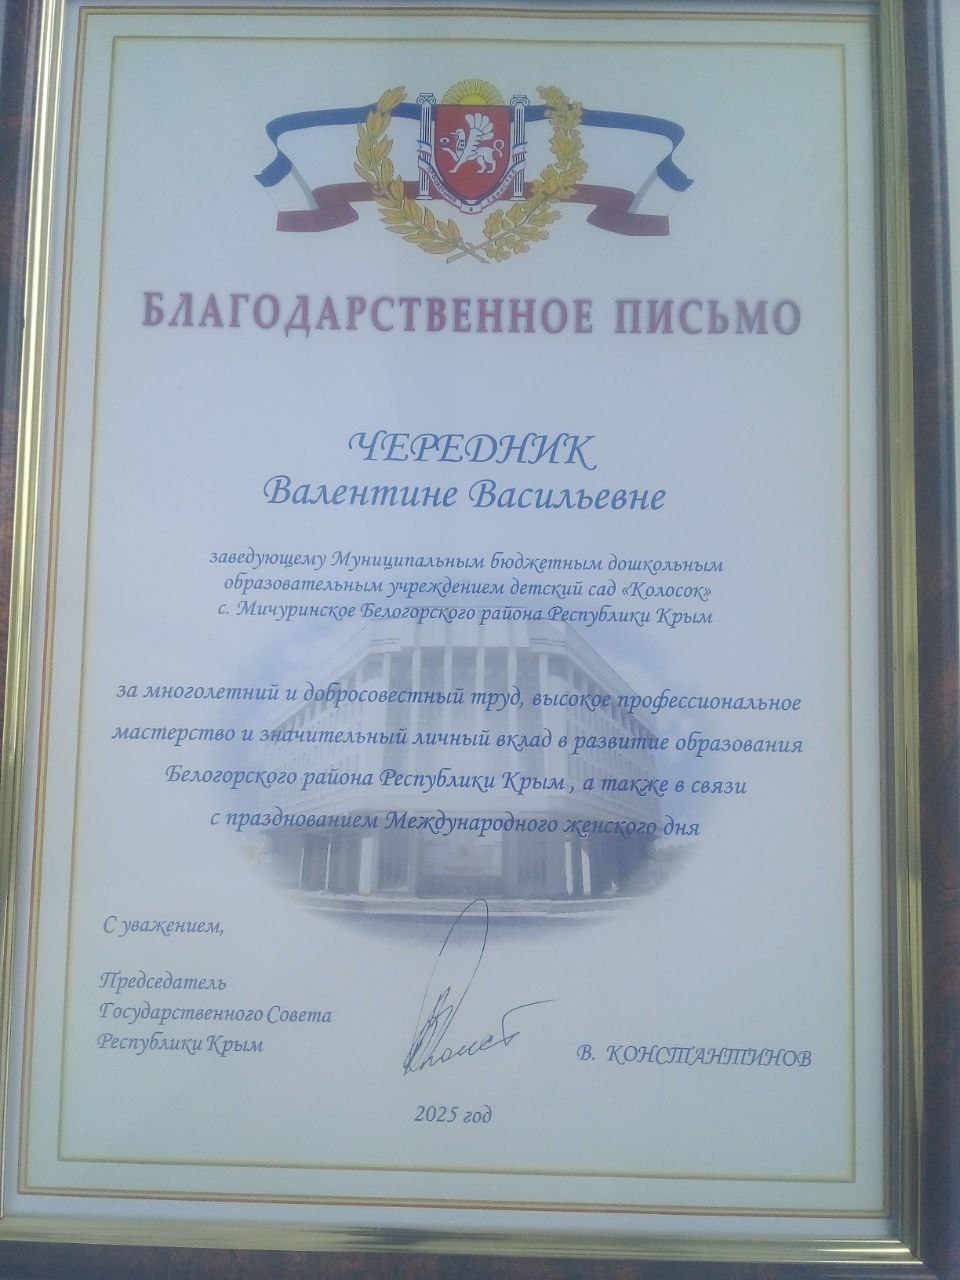 БЛАГОДАРСТВЕННОЕ ПИСЬМО
ЧЕРЕДНИК
Валентине Васильевне
заведующему Муниципальным бюджетным дошкольным
образовательным учреждением детский сад «Колосок»
с. Мичуринское Белогорского района Республики Крым
за многолетний и добросовестный труд, высокое профессиональное
мастерство и значительный личный вклад в развитие образования
Белогорского района Республики Крым , а также в связи
с празднованием Международного женского дня
С уважением,
Председатель
Государственного Совета
Республики Крым
В. КОНСТАНТИНОВ
2025 год